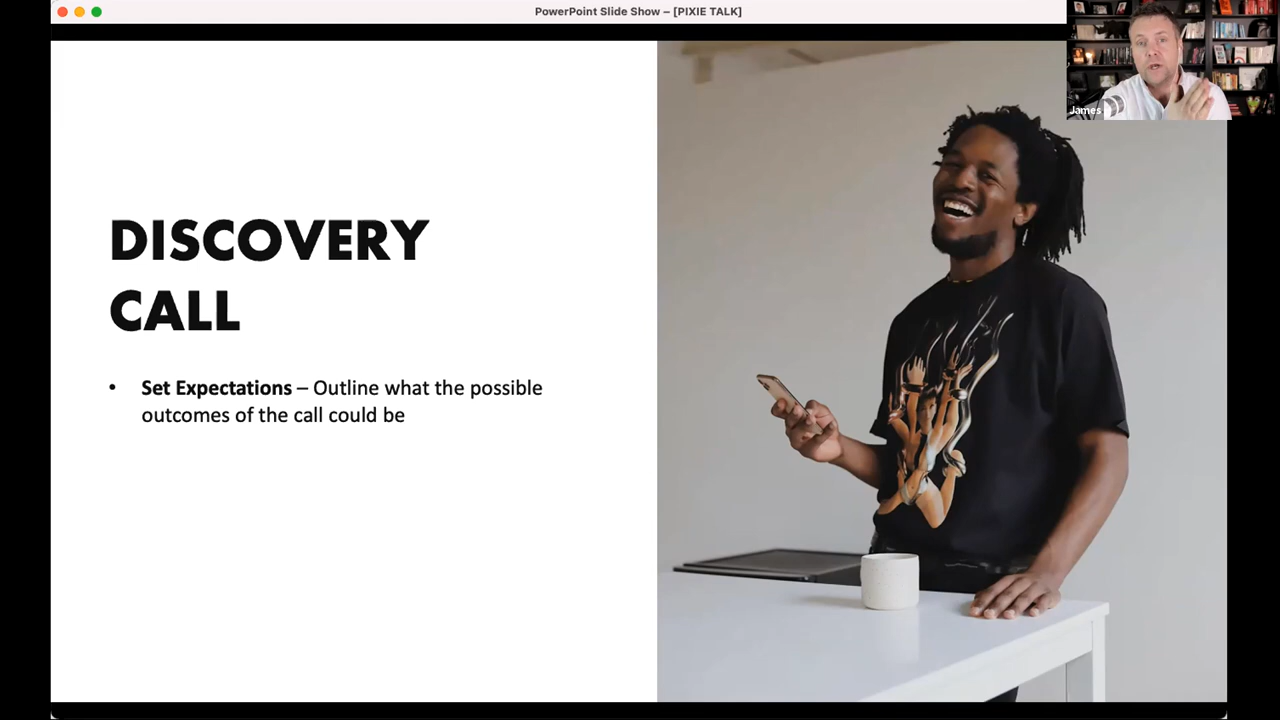 PowerPoint Slide Show – [PIXIE TALK]
James
DISCOVERY
CALL
• Set Expectations – Outline what the possible
outcomes of the call could be